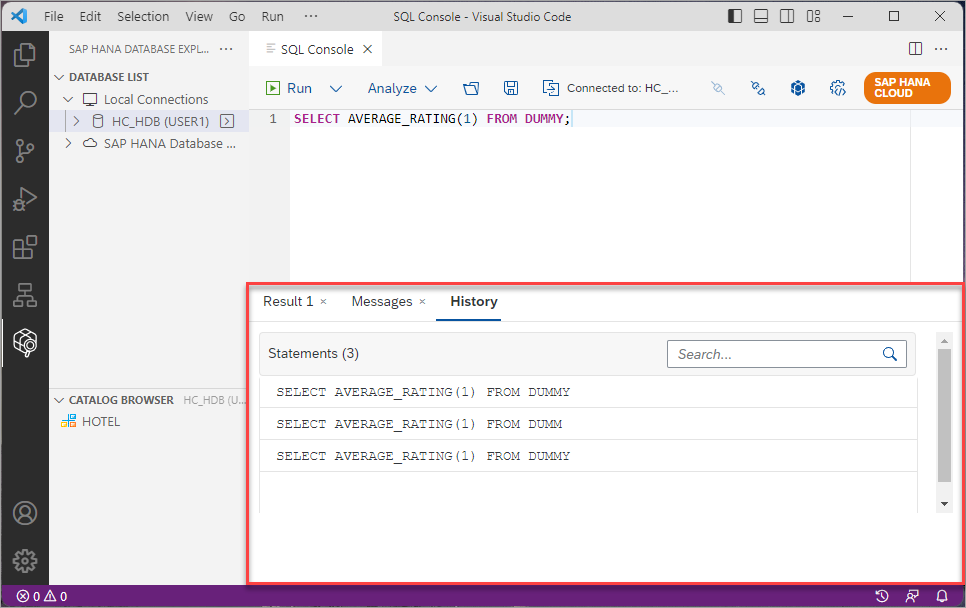 File Edit Selection View Go Run ··· SQL Console - Visual Studio Code
SAP HANA DATABASE EXPL... ···
DATABASE LIST
Local Connections
HC_HDB (USER1)
SAP HANA Database ...
SQL Console
Run Analyze Connected to: HC_... SAP HANA CLOUD
1 SELECT AVERAGE_RATING(1) FROM DUMMY;
Result 1 × Messages × History
Statements (3) Search...
SELECT AVERAGE_RATING(1) FROM DUMMY
SELECT AVERAGE_RATING(1) FROM DUMM
SELECT AVERAGE_RATING(1) FROM DUMMY
CATALOG BROWSER HC_HDB (U...
HOTEL
0 0